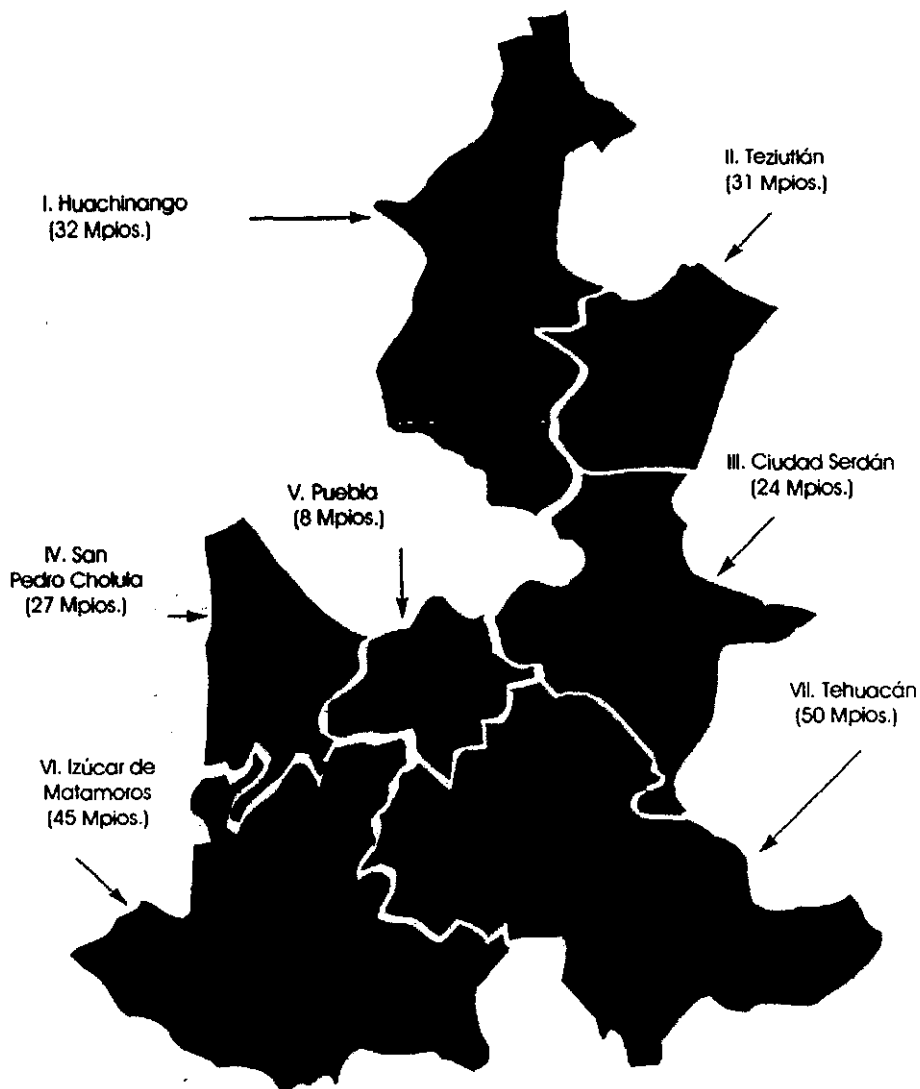 I. Huachinango
(32 Mpios.)
II. Teziutlán
(31 Mpios.)
III. Ciudad Serdán
(24 Mpios.)
V. Puebla
(8 Mpios.)
IV. San
Pedro Cholula
(27 Mpios.)
VII. Tehuacán
(50 Mpios.)
VI. Izúcar de
Matamoros
(45 Mpios.)